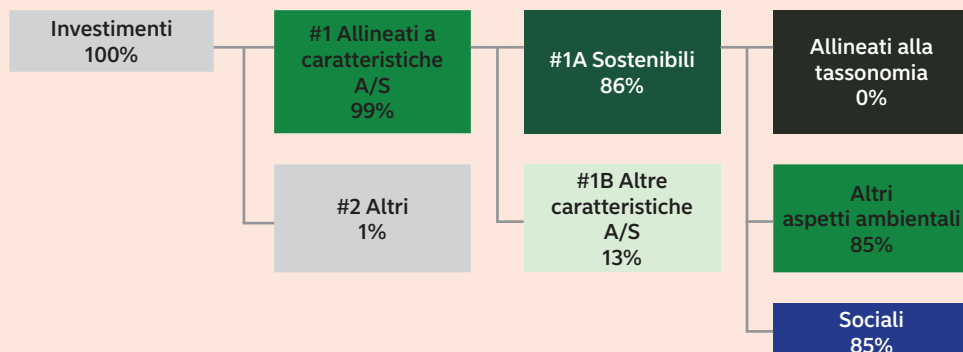 Investimenti
100%
#1 Allineati a
caratteristiche
A/S
99%
#1A Sostenibili
86%
Allineati alla
tassonomia
0%
#2 Altri
1%
#1B Altre
caratteristiche
A/S
13%
Altri
aspetti ambientali
85%
Sociali
85%